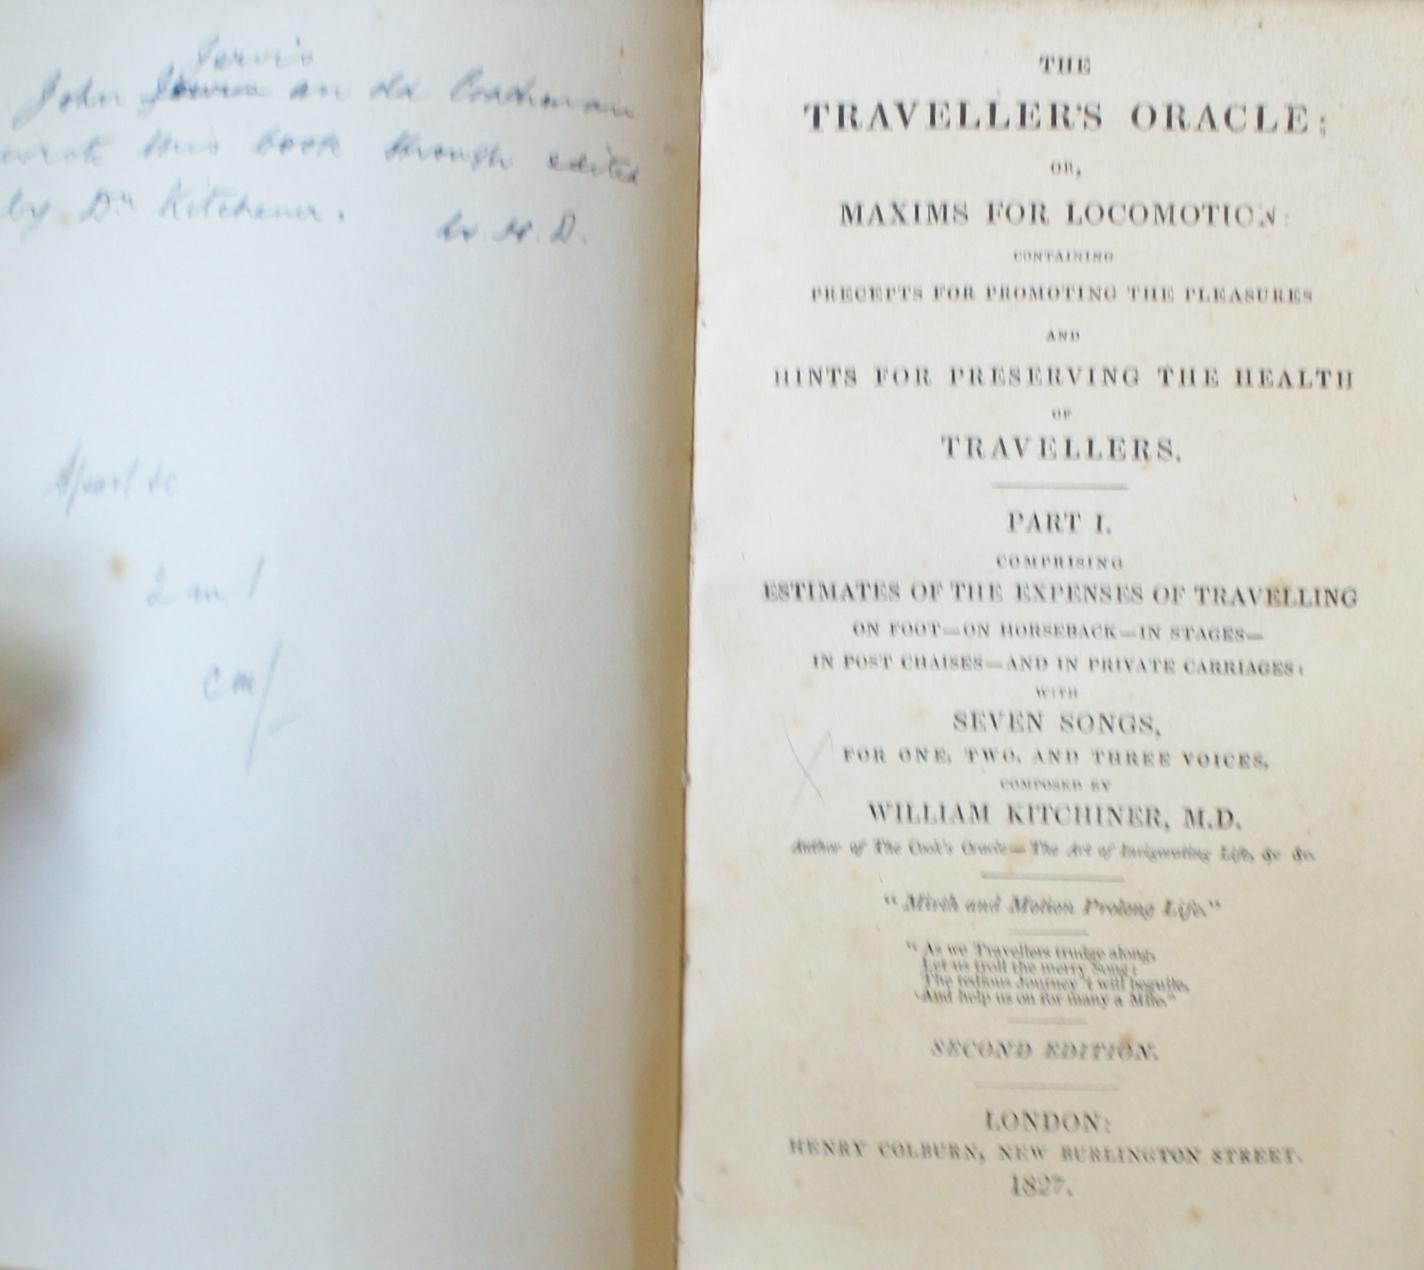 Jervis
John Jarvis an old Coachman
wrote this book through edited
by Dr Kitchener.
W. H. D.
2 m
THE
TRAVELLER'S ORACLE;
OR,
MAXIMS FOR LOCOMOTION:
CONTAINING
PRECEPTS FOR PROMOTING THE PLEASURES
AND
HINTS FOR PRESERVING THE HEALTH
OF
TRAVELLERS.
PART I.
COMPRISING
ESTIMATES OF THE EXPENSES OF TRAVELLING
ON FOOT—ON HORSEBACK—IN STAGES—
IN POST CHAISES—AND IN PRIVATE CARRIAGES;
WITH
SEVEN SONGS,
FOR ONE, TWO, AND THREE VOICES,
COMPOSED BY
WILLIAM KITCHINER, M.D.
Author of The Cook's Oracle—The Art of Invigorating Life, &c &c.
"Mirth and Motion Prolong Life."
"As we Travellers trudge along,
Let us troll the merry Song;
The tedious Journey 't will beguile,
And help us on for many a Mile."
SECOND EDITION.
LONDON:
HENRY COLBURN, NEW BURLINGTON STREET.
1827.